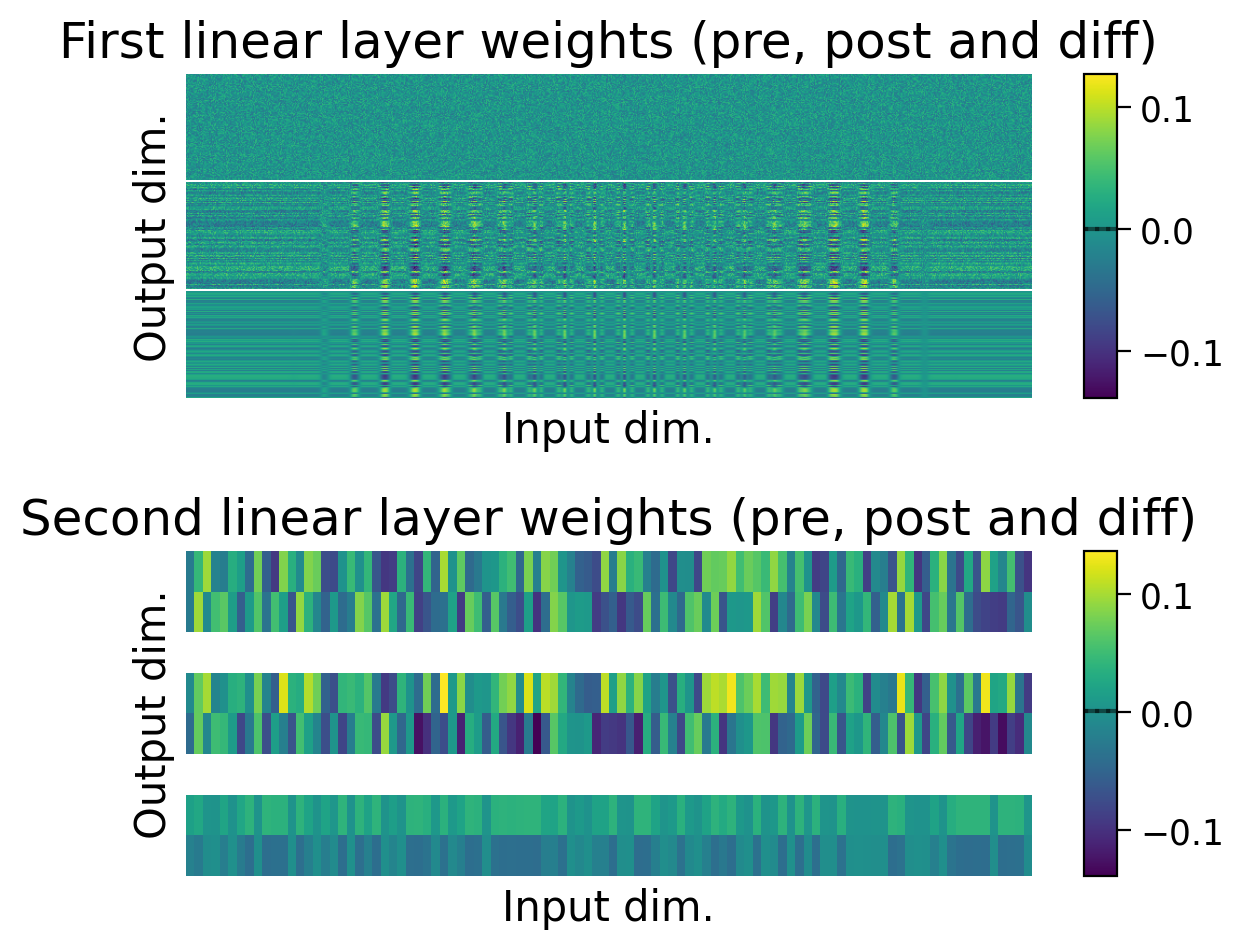 First linear layer weights (pre, post and diff)
Output dim.
0.1
0.0
−0.1
Input dim.
Second linear layer weights (pre, post and diff)
Output dim.
0.1
0.0
−0.1
Input dim.